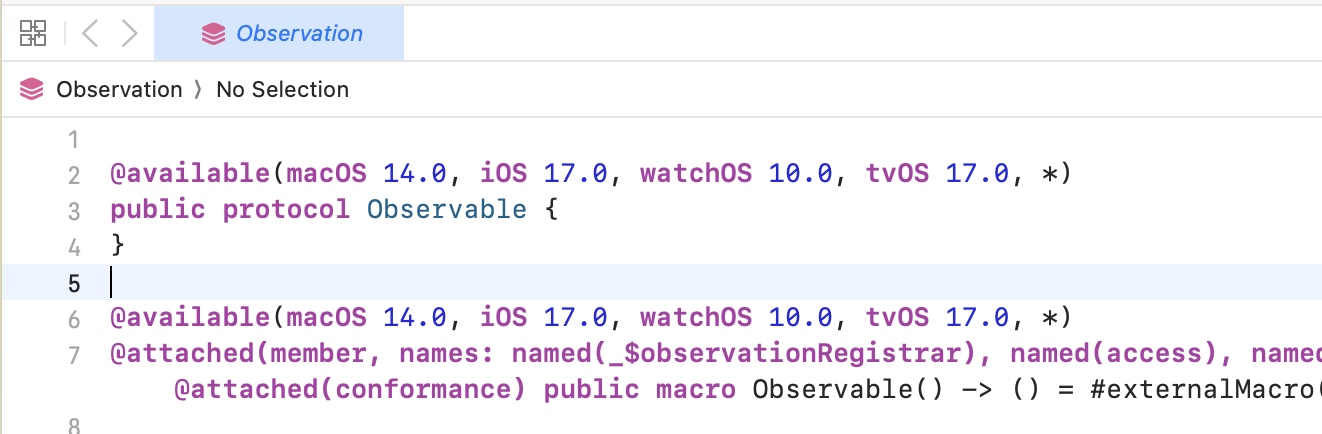 Observation
Observation 〉 No Selection
1
2 @available(macOS 14.0, iOS 17.0, watchOS 10.0, tvOS 17.0, *)
3 public protocol Observable {
4 }
5
6 @available(macOS 14.0, iOS 17.0, watchOS 10.0, tvOS 17.0, *)
7 @attached(member, names: named(_$observationRegistrar), named(access), named
@attached(conformance) public macro Observable() -> () = #externalMacro(
8